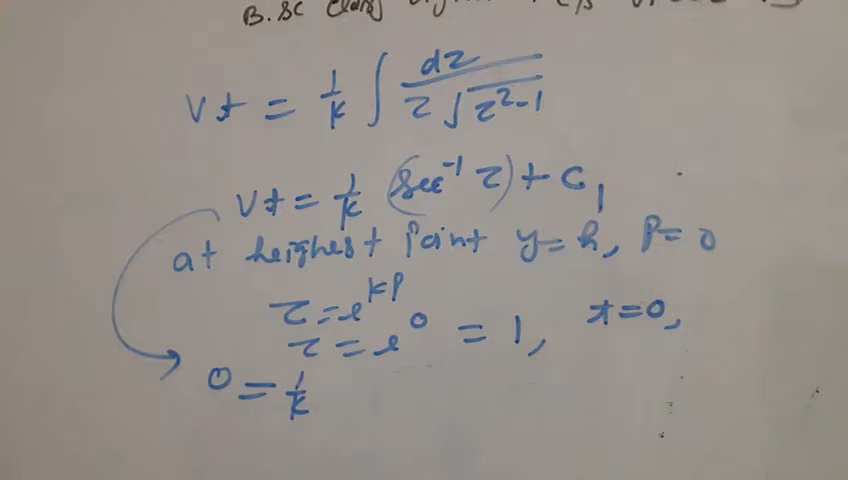 B.SC
Vt = 1/k ∫ dz / z√z²-1
Vt = 1/k (sec⁻¹ z) + C₁
at heighest Point y=h, P=0
z = e^kP
z = e^0 = 1, t=0,
0 = 1/k